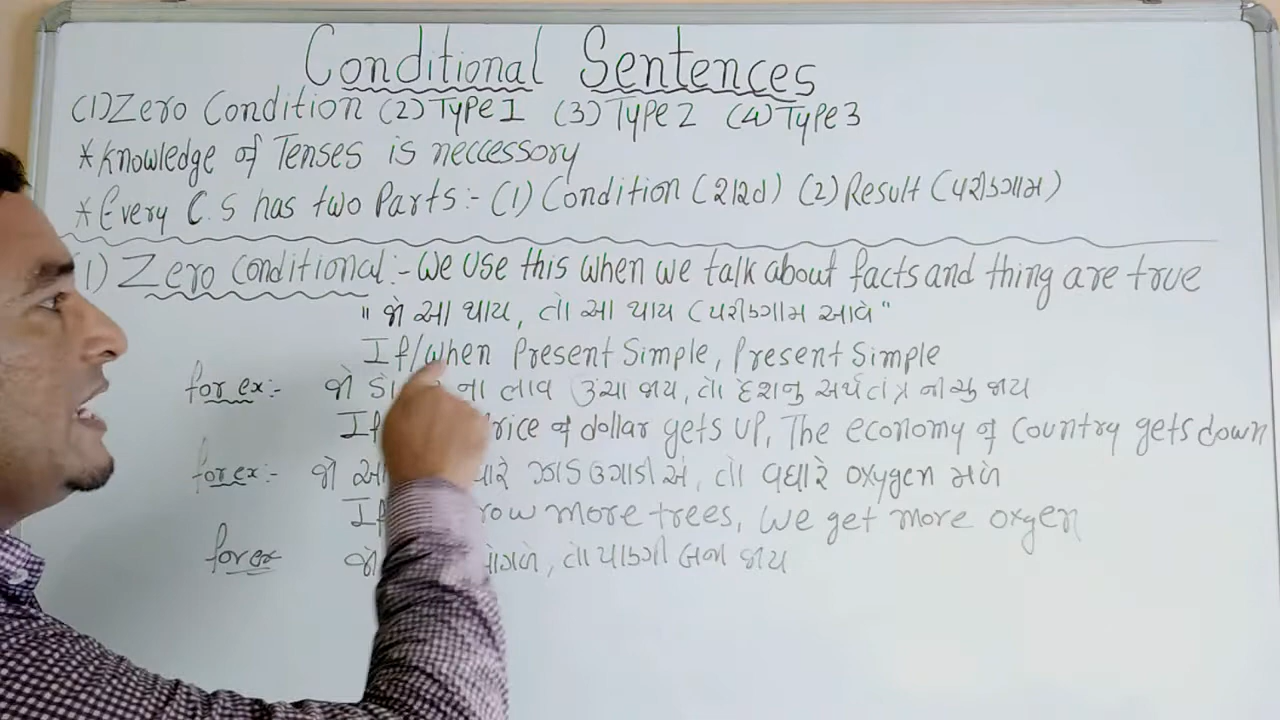 Conditional Sentences
(1) Zero Condition (2) Type 1 (3) Type 2 (4) Type 3
* Knowledge of Tenses is neccessory
* Every C.S has two Parts:- (1) Condition (શરત) (2) Result (પરીણામ)
(1) Zero Conditional:- We use this when we talk about facts and thing are true
"જો આ થાય, તો આ થાય (પરીણામ આવે"
If/When Present Simple, Present Simple
for ex:- જો ના ભાવ ઉંચા જાય, તો દેશનુ અર્થતંત્ર નીચુ જાય
If of dollar gets up, The economy of country gets down
for ex:- જો ઝાડ ઉગાડીએ, તો વધારે oxygen મળે
If more trees, We get more oxgen
for ex જો , તો પાણી બની જાય